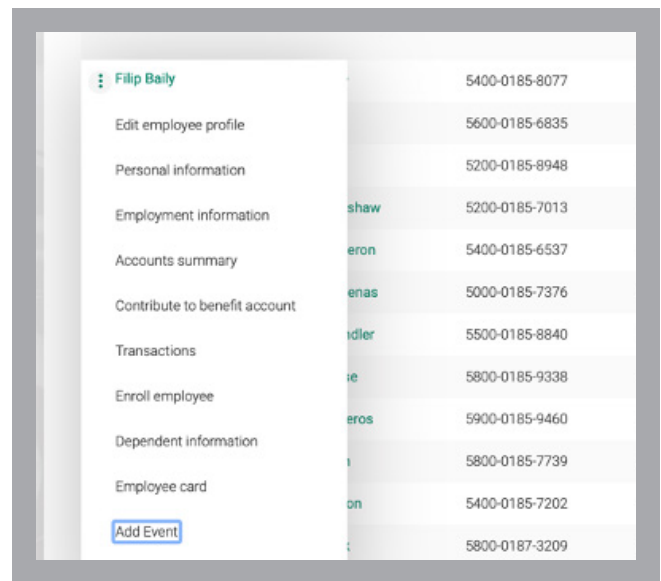 Filip Baily 5400-0185-8077
Edit employee profile 5600-0185-6835
Personal information 5200-0185-8948
Employment information shaw 5200-0185-7013
Accounts summary eron 5400-0185-6537
Contribute to benefit account enas 5000-0185-7376
Transactions ndler 5500-0185-8840
Enroll employee se 5800-0185-9338
Dependent information eros 5900-0185-9460
Employee card 5800-0185-7739
Add Event on 5400-0185-7202
5800-0187-3209